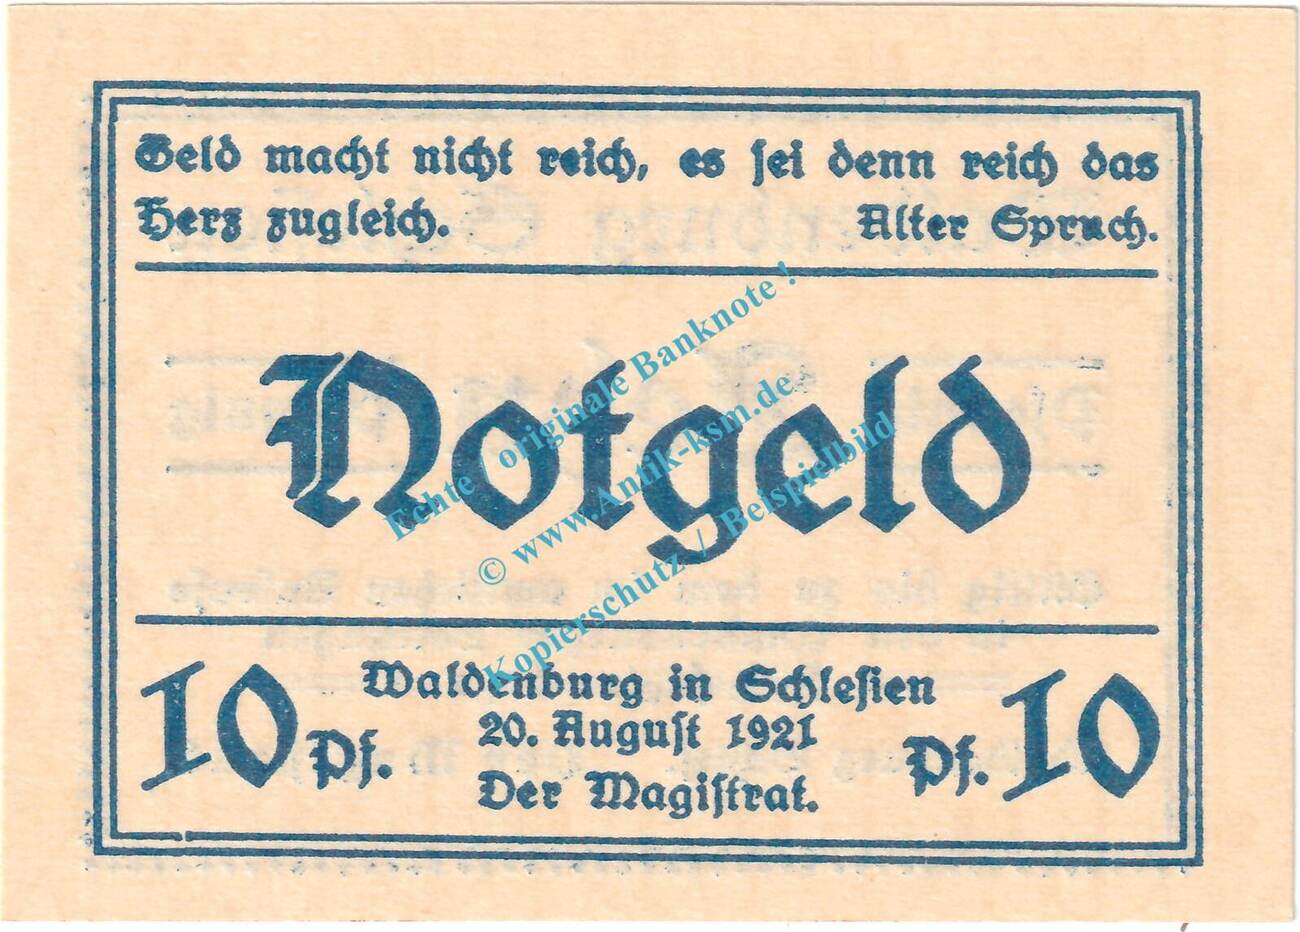 Geld macht nicht reich, es sei denn reich das
Herz zugleich. Alter Spruch.
Notgeld
10 Pf.
Waldenburg in Schlesien
20. August 1921
Der Magistrat.
Pf. 10
Echte / originale Banknote !
© www.Antik-ksm.de
Kopierschutz / Beispielbild